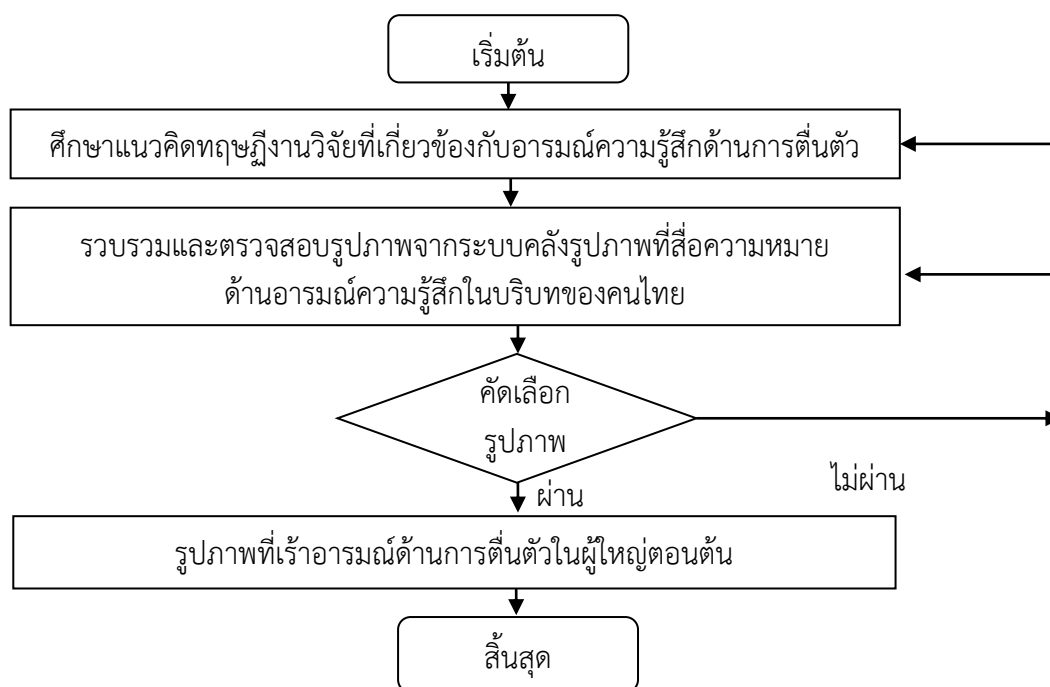 เริ่มต้น
ศึกษาแนวคิดทฤษฏีงานวิจัยที่เกี่ยวข้องกับอารมณ์ความรู้สึกด้านการตื่นตัว
รวบรวมและตรวจสอบรูปภาพจากระบบคลังรูปภาพที่สื่อความหมาย
ด้านอารมณ์ความรู้สึกในบริบทของคนไทย
คัดเลือก
รูปภาพ
ไม่ผ่าน
ผ่าน
รูปภาพที่เร้าอารมณ์ด้านการตื่นตัวในผู้ใหญ่ตอนต้น
สิ้นสุด